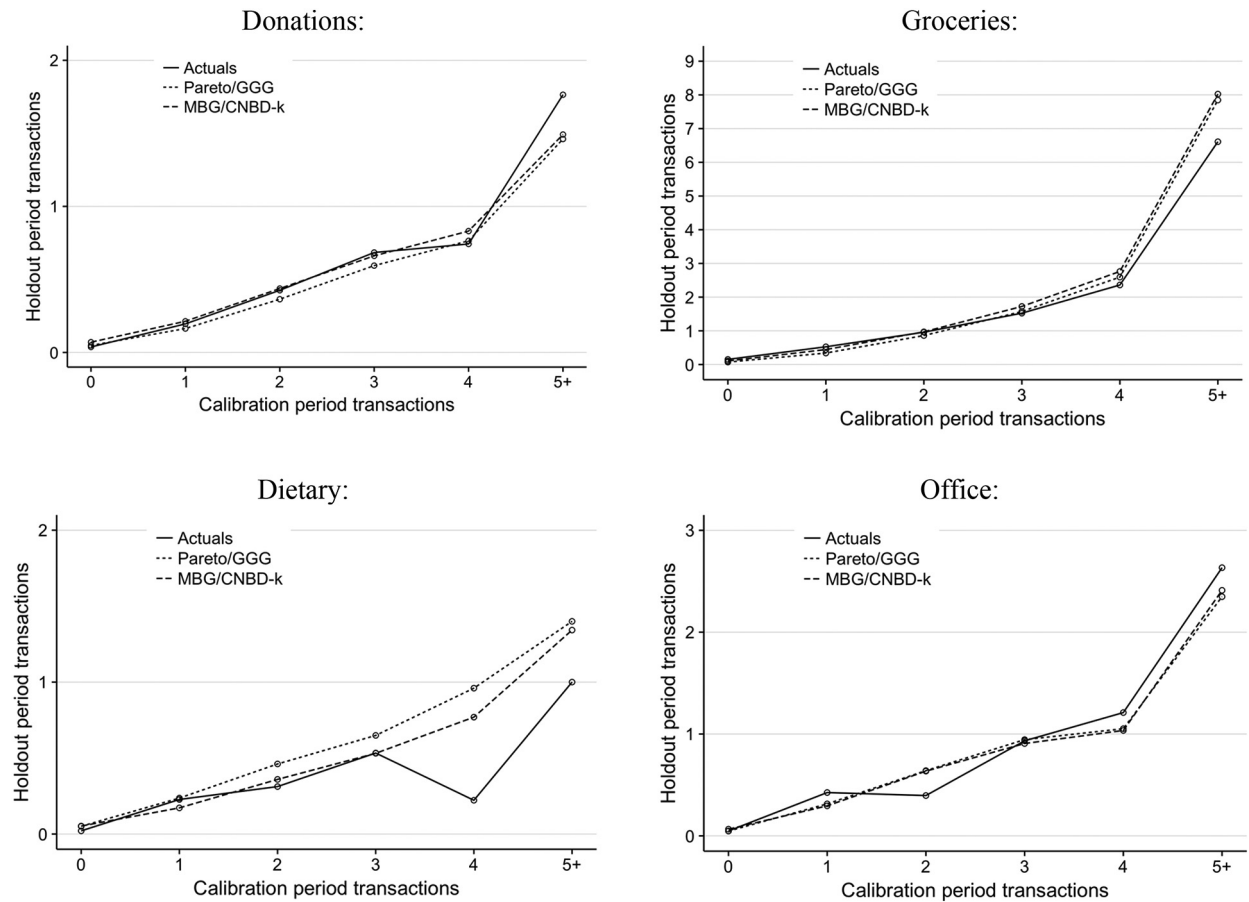 Donations:
2
1
0
Holdout period transactions
Actuals
Pareto/GGG
MBG/CNBD-k
0 1 2 3 4 5+
Calibration period transactions
Groceries:
9
8
7
6
5
4
3
2
1
0
Holdout period transactions
Actuals
Pareto/GGG
MBG/CNBD-k
0 1 2 3 4 5+
Calibration period transactions
Dietary:
2
1
0
Holdout period transactions
Actuals
Pareto/GGG
MBG/CNBD-k
0 1 2 3 4 5+
Calibration period transactions
Office:
3
2
1
0
Holdout period transactions
Actuals
Pareto/GGG
MBG/CNBD-k
0 1 2 3 4 5+
Calibration period transactions